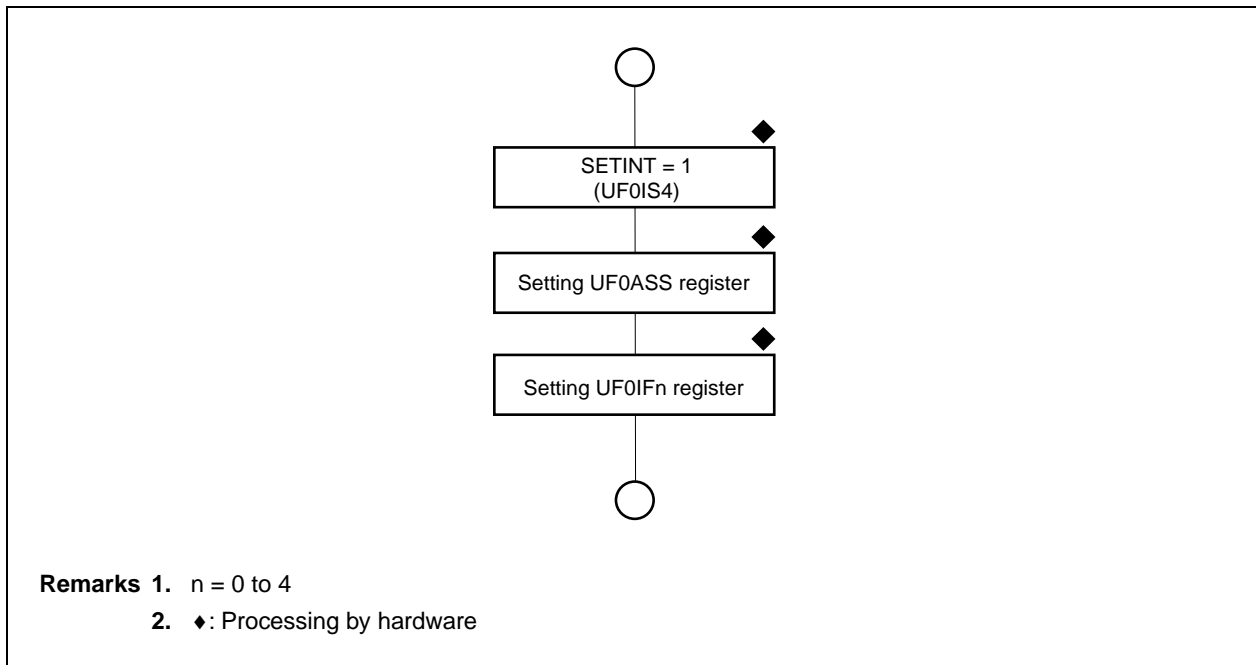 SETINT = 1
(UF0IS4)
Setting UF0ASS register
Setting UF0IFn register
Remarks 1. n = 0 to 4
2. ♦: Processing by hardware